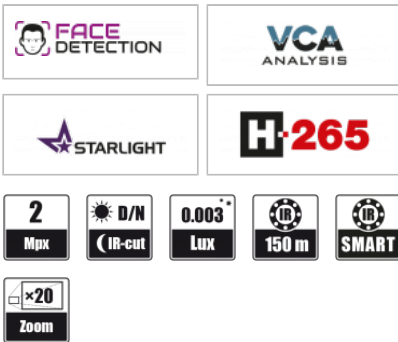 FACE
DETECTION
VCA
ANALYSIS
STARLIGHT
H·265
2
Mpx
D/N
IR-cut
0.003**
Lux
IR
150 m
IR
SMART
×20
Zoom